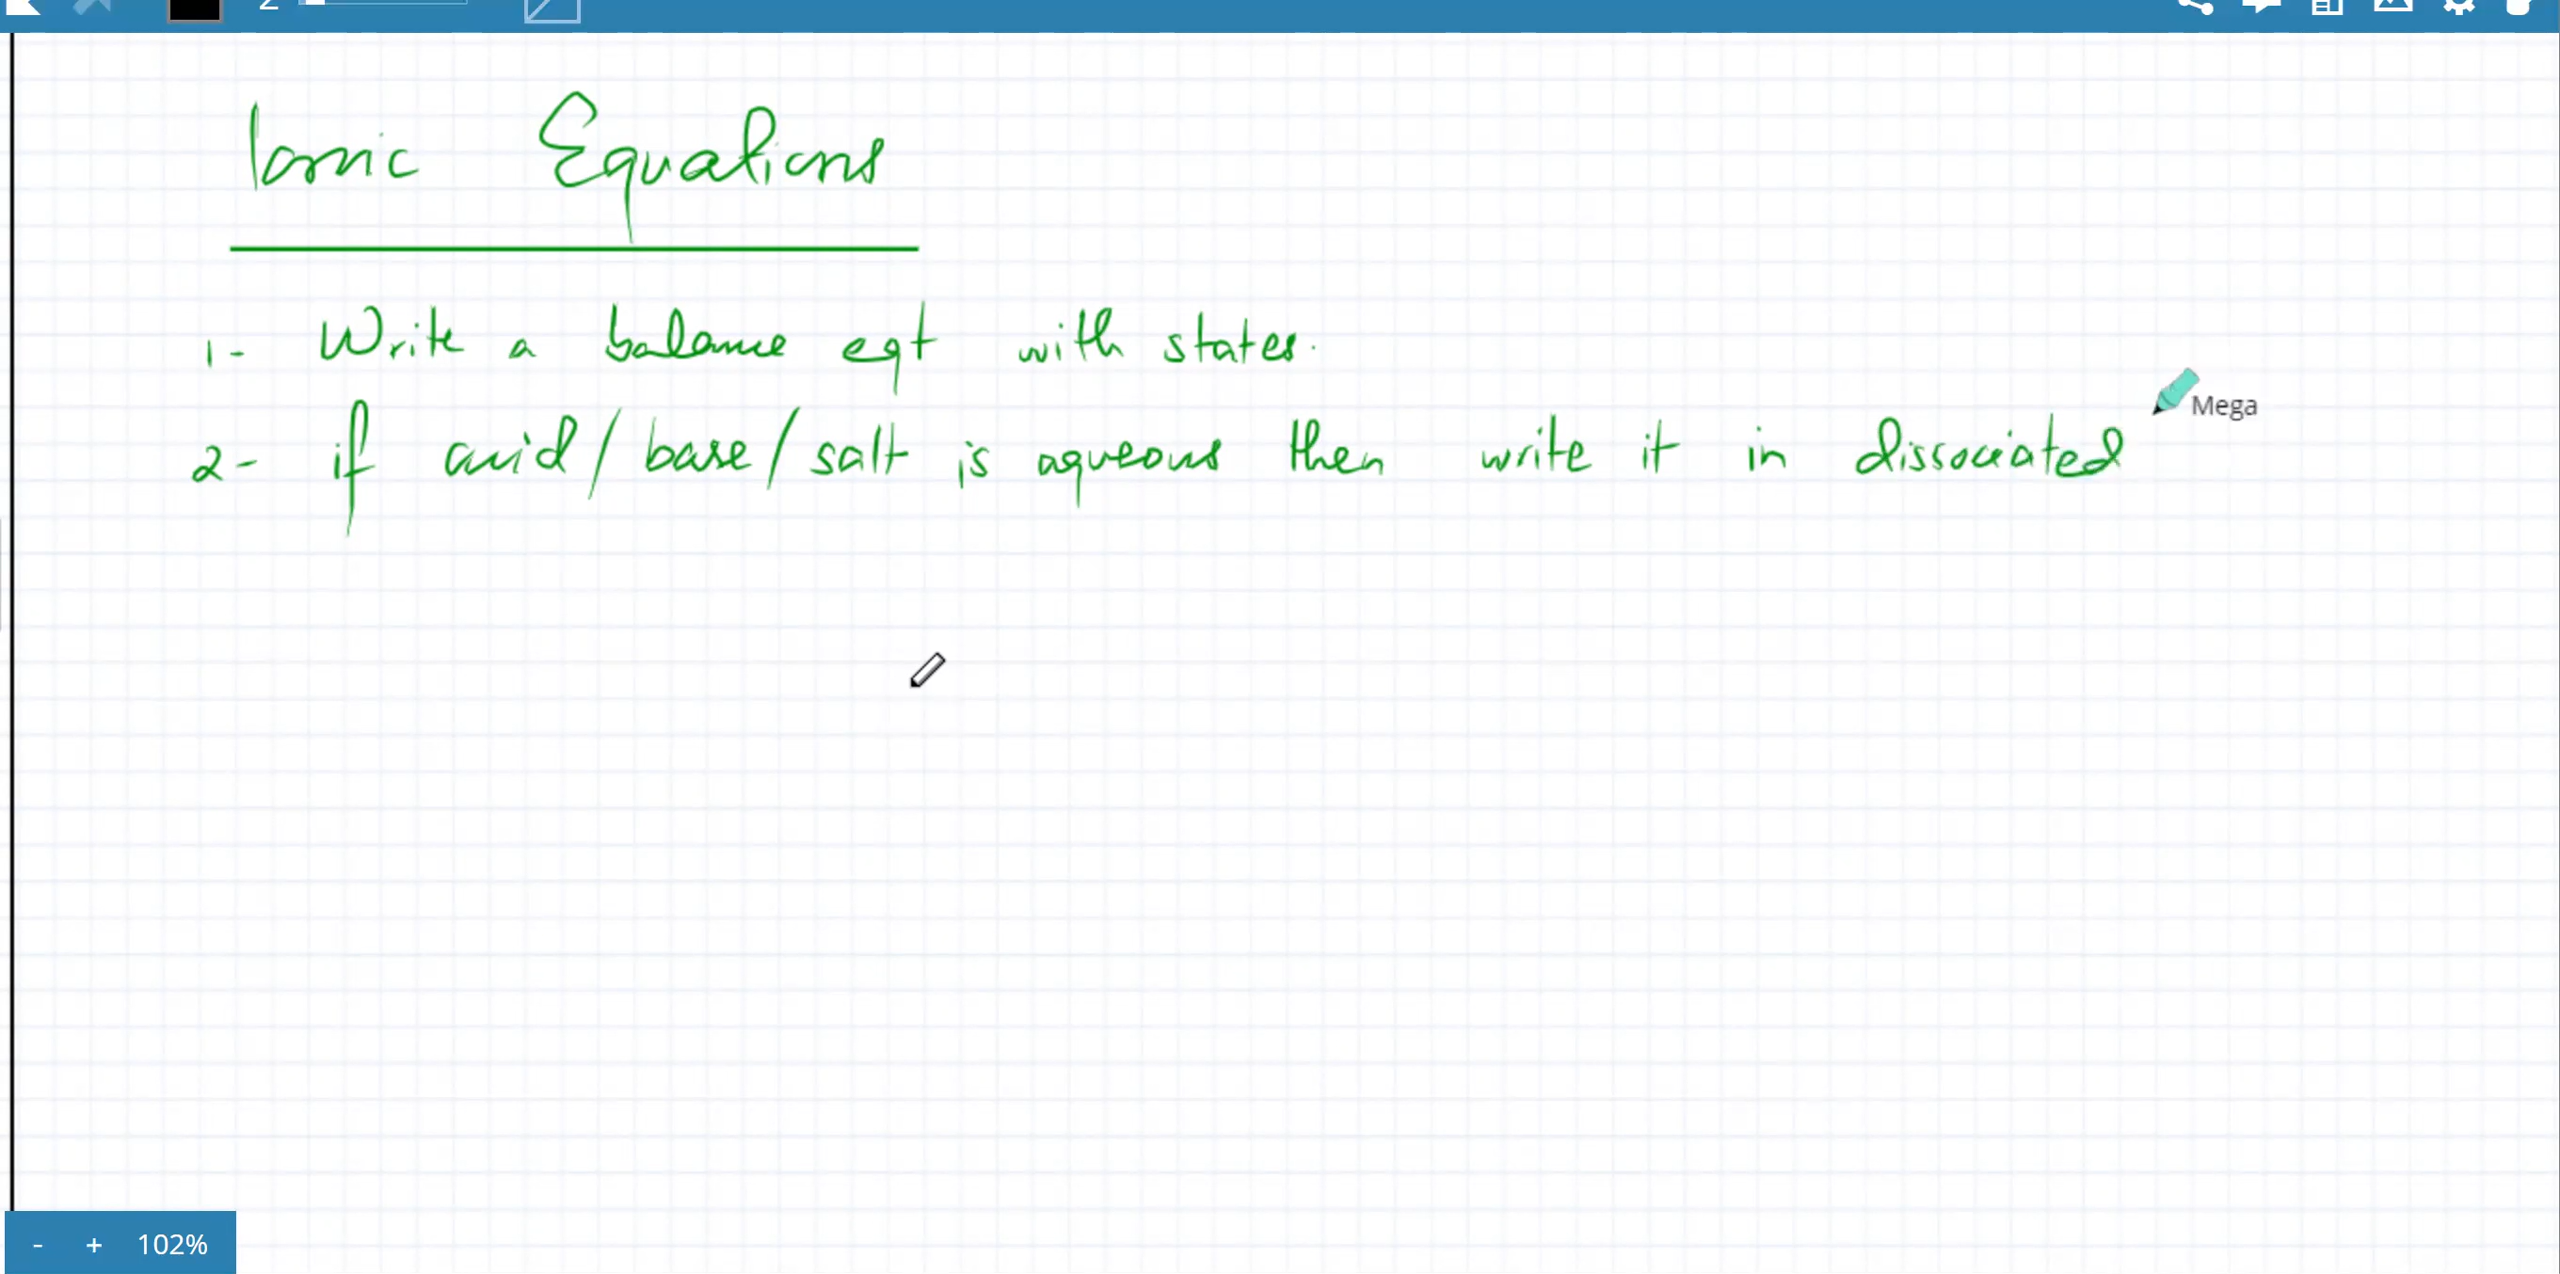 2
Ionic Equations
1- Write a balance eqt with states.
Mega
2- if acid/base/salt is aqueous then write it in dissociated
- + 102%